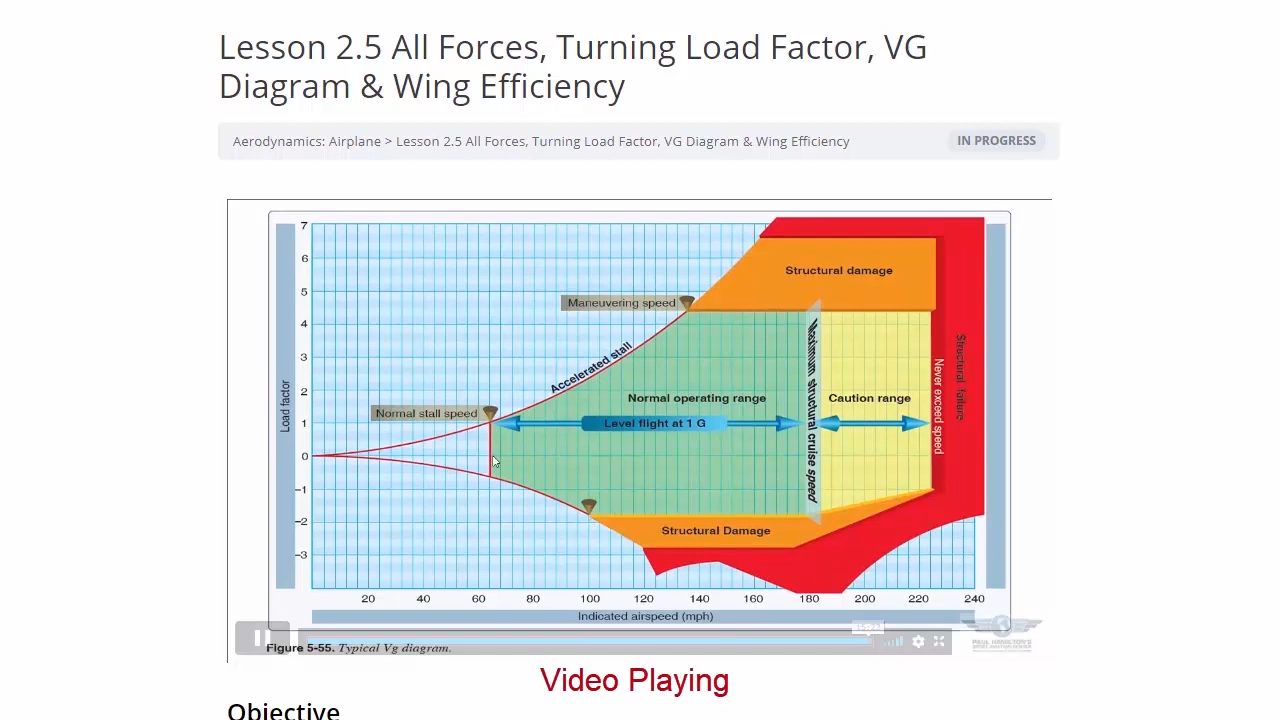 Lesson 2.5 All Forces, Turning Load Factor, VG
Diagram & Wing Efficiency
Aerodynamics: Airplane > Lesson 2.5 All Forces, Turning Load Factor, VG Diagram & Wing Efficiency
IN PROGRESS
7
6
5
4
3
2
1
0
−1
−2
−3
Load factor
Structural damage
Maneuvering speed
Accelerated stall
Normal stall speed
Normal operating range
Level flight at 1 G
Maximum structural cruise speed
Caution range
Never exceed speed
Structural failure
Structural Damage
20 40 60 80 100 120 140 160 180 200 220 240
Indicated airspeed (mph)
Figure 5-55. Typical Vg diagram.
Video Playing
Objective